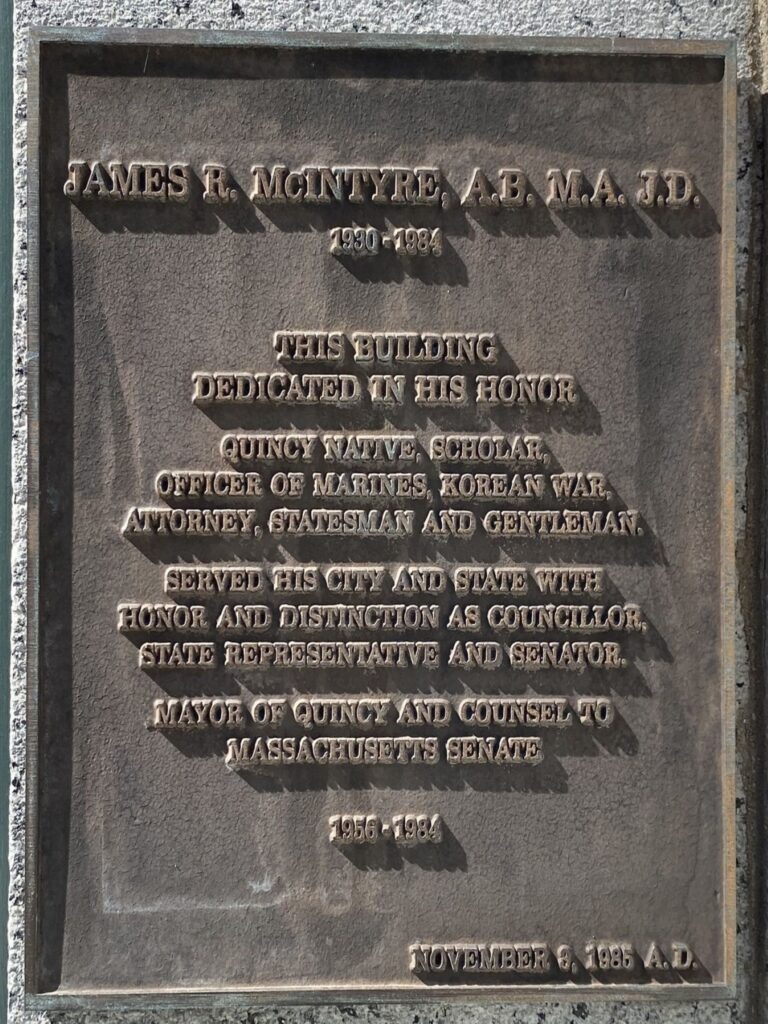 JAMES R. McINTYRE, A.B. M.A. J.D.
1930 - 1984
THIS BUILDING
DEDICATED IN HIS HONOR
QUINCY NATIVE, SCHOLAR,
OFFICER OF MARINES, KOREAN WAR,
ATTORNEY, STATESMAN AND GENTLEMAN.
SERVED HIS CITY AND STATE WITH
HONOR AND DISTINCTION AS COUNCILLOR,
STATE REPRESENTATIVE AND SENATOR.
MAYOR OF QUINCY AND COUNSEL TO
MASSACHUSETTS SENATE
1956 - 1984
NOVEMBER 9, 1985 A.D.